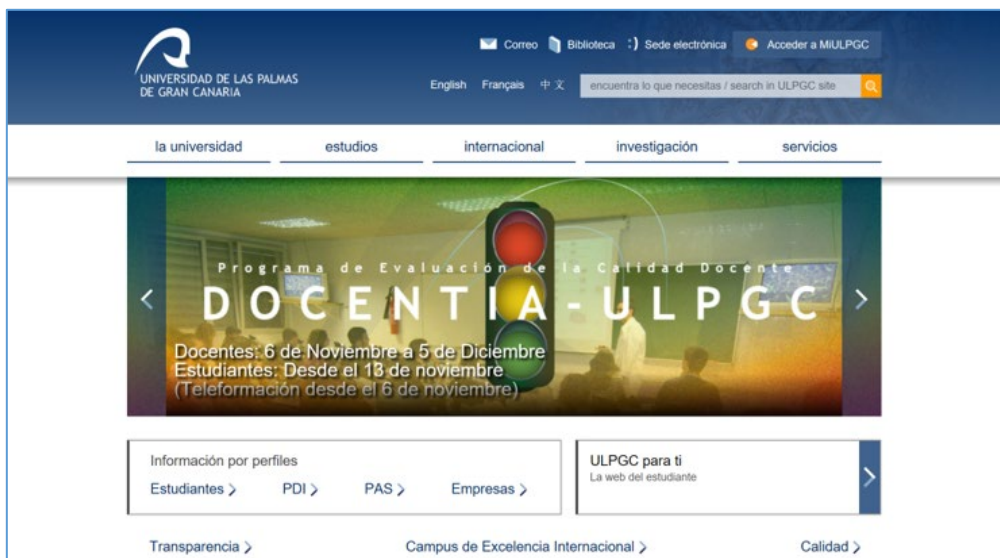 UNIVERSIDAD DE LAS PALMAS
DE GRAN CANARIA
Correo Biblioteca :) Sede electrónica Acceder a MiULPGC
English Français 中文 encuentra lo que necesitas / search in ULPGC site
la universidad estudios internacional investigación servicios
Programa de Evaluación de la Calidad Docente
DOCENTIA-ULPGC
Docentes: 6 de Noviembre a 5 de Diciembre
Estudiantes: Desde el 13 de noviembre
(Teleformación desde el 6 de noviembre)
Información por perfiles
Estudiantes PDI PAS Empresas
ULPGC para ti
La web del estudiante
Transparencia Campus de Excelencia Internacional Calidad